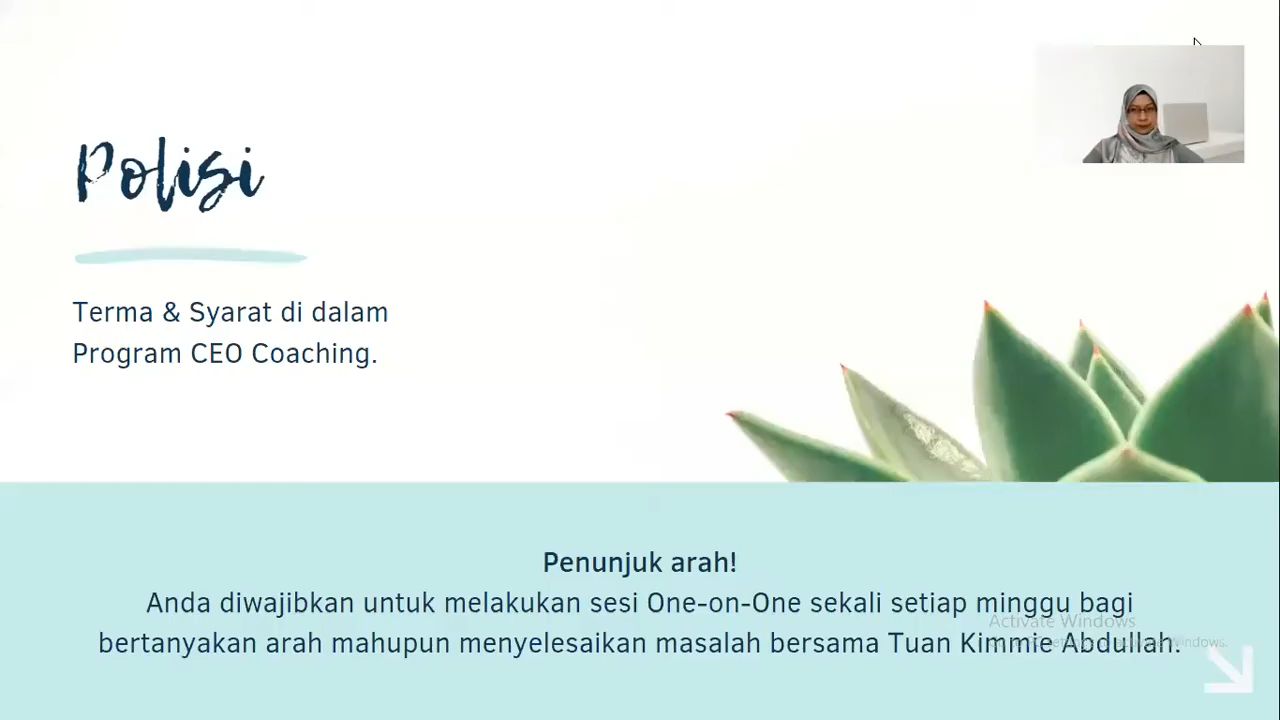 Polisi
Terma & Syarat di dalam
Program CEO Coaching.
Penunjuk arah!
Anda diwajibkan untuk melakukan sesi One-on-One sekali setiap minggu bagi
bertanyakan arah mahupun menyelesaikan masalah bersama Tuan Kimmie Abdullah.
Activate Windows